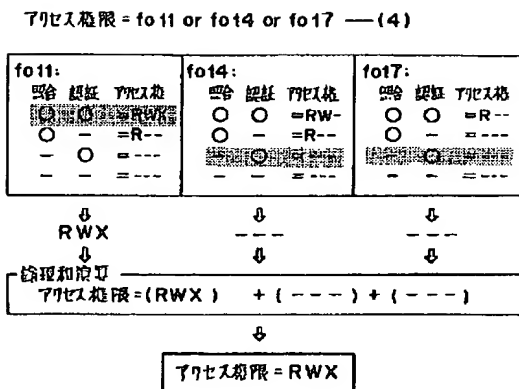 アクセス権限 = fo11 or fo14 or fo17 —(4)
fo11: fo14: fo17:
照合 認証 アクセス権 照合 認証 アクセス権 照合 認証 アクセス権
○ ○ =RWX ○ ○ =RW- ○ ○ =R--
○ - =R-- ○ - =R-- ○ - =---
- ○ =--- - ○ =--- - ○ =---
- - =--- - - =--- - - =---
⇩ ⇩ ⇩
RWX --- ---
⇩ ⇩ ⇩
論理和演算
アクセス権限=(RWX) + (---) + (---)
⇩
アクセス権限=RWX